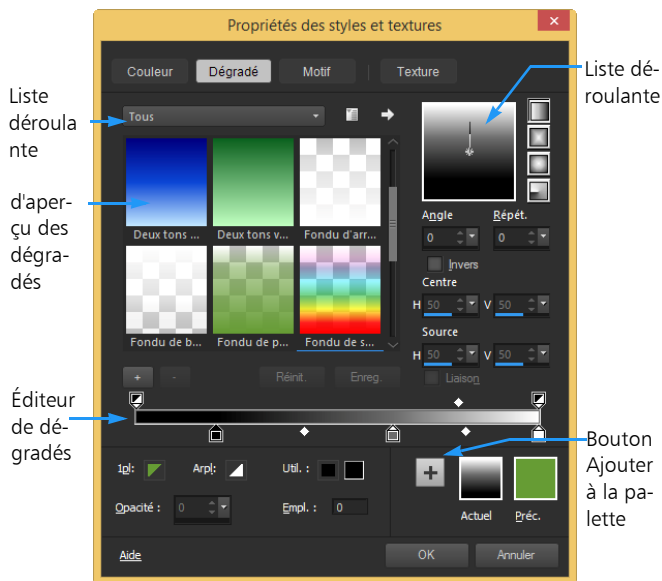 Propriétés des styles et textures
Couleur
Dégradé
Motif
Texture
Liste
déroula
nte
Tous
Liste dé-
roulante
d'aper-
çu des
dégra-
dés
Deux tons ...
Deux tons v...
Fondu d'arr...
Fondu de b...
Fondu de p...
Fondu de s...
Angle
Répét.
0
0
Invers
Centre
H 50 V 50
Source
H 50 V 50
Liaison
+
-
Réinit.
Enreg.
Éditeur
de dé-
gradés
1pl:
Arpl:
Util. :
Opacité :
0
Empl. :
0
+
Actuel
Préc.
Bouton
Ajouter
à la pa-
lette
Aide
OK
Annuler